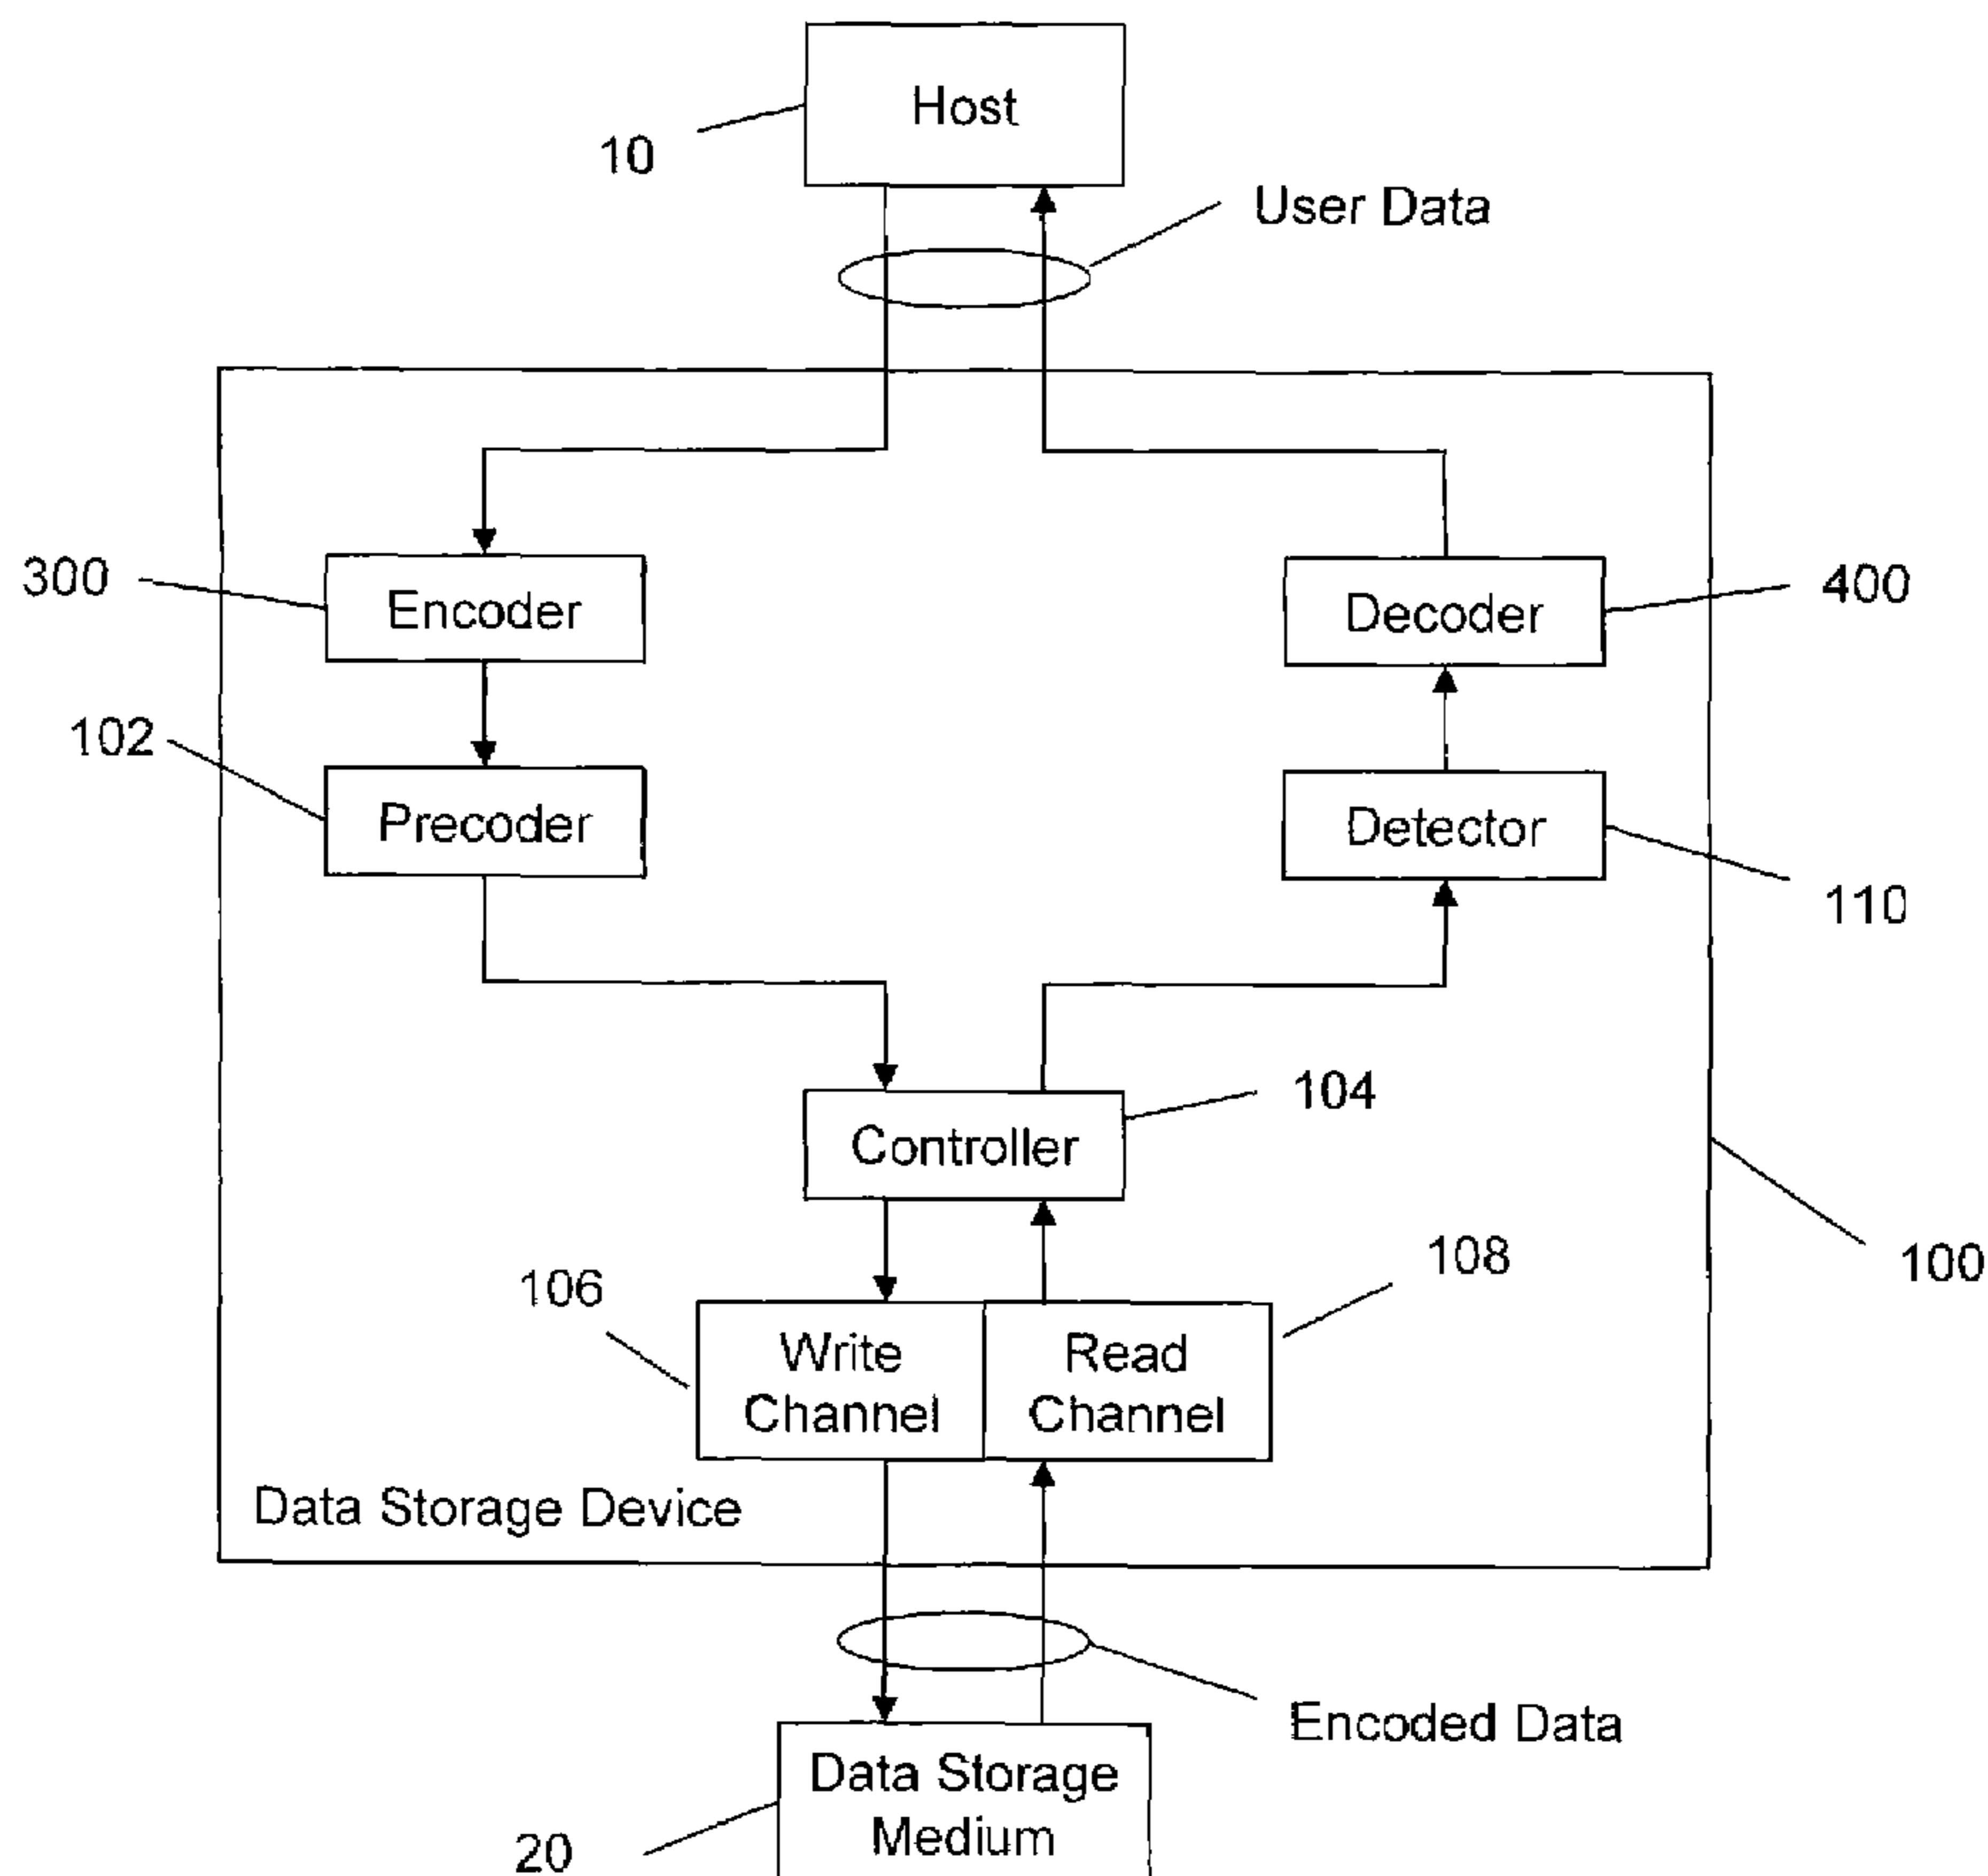 Host
10
User Data
300
Encoder
Decoder
400
102
Precoder
Detector
110
104
Controller
106
108
100
Write
Channel
Read
Channel
Data Storage Device
Encoded Data
Data Storage
Medium
20